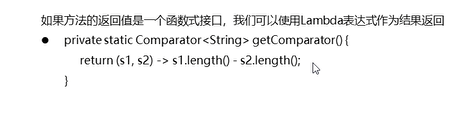 如果方法的返回值是一个函数式接口，我们可以使用Lambda表达式作为结果返回
● private static Comparator<String> getComparator() {
return (s1, s2) -> s1.length() - s2.length();
}